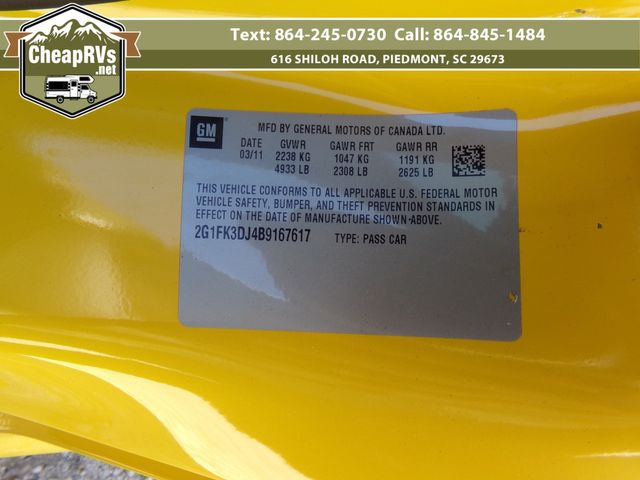 CheapRVs
.net
Text: 864-245-0730 Call: 864-845-1484
616 SHILOH ROAD, PIEDMONT, SC 29673
GM
MFD BY GENERAL MOTORS OF CANADA LTD.
DATE GVWR GAWR FRT GAWR RR
03/11 2238 KG 1047 KG 1191 KG
4933 LB 2308 LB 2625 LB
THIS VEHICLE CONFORMS TO ALL APPLICABLE U.S. FEDERAL MOTOR
VEHICLE SAFETY, BUMPER, AND THEFT PREVENTION STANDARDS IN
EFFECT ON THE DATE OF MANUFACTURE SHOWN-ABOVE.
2G1FK3DJ4B9167617 TYPE: PASS CAR